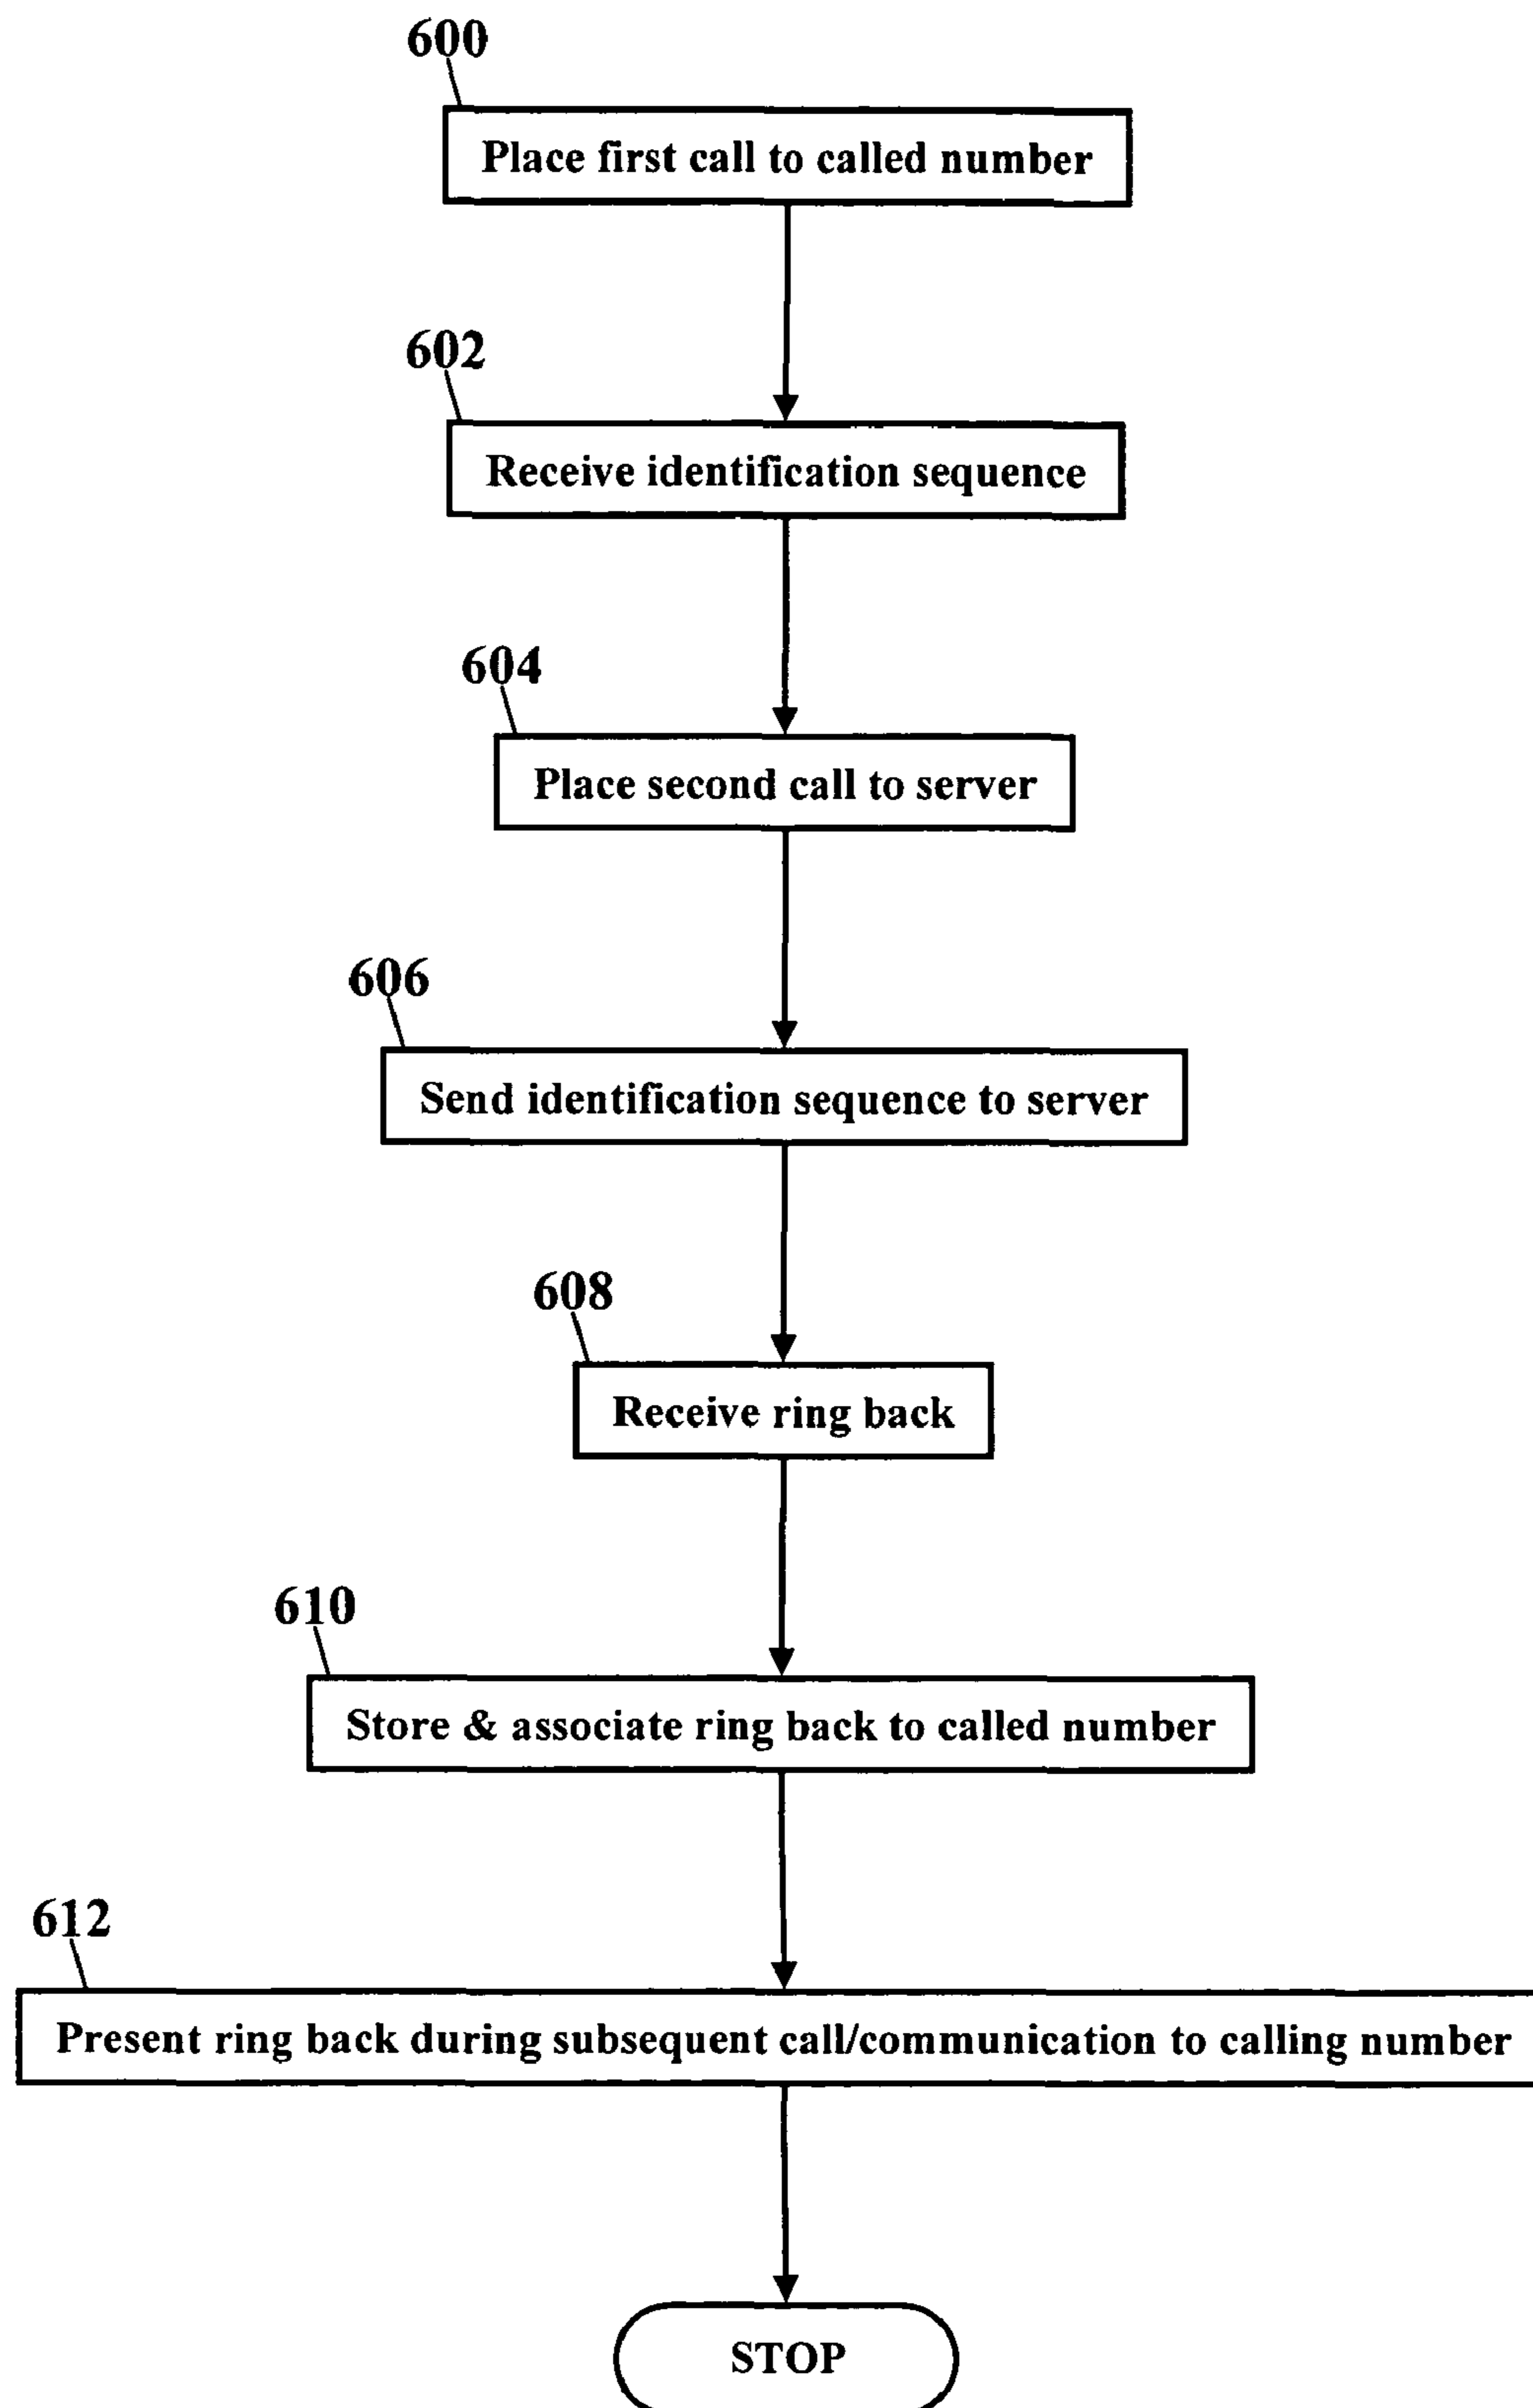 600
Place first call to called number
602
Receive identification sequence
604
Place second call to server
606
Send identification sequence to server
608
Receive ring back
610
Store & associate ring back to called number
612
Present ring back during subsequent call/communication to calling number
STOP